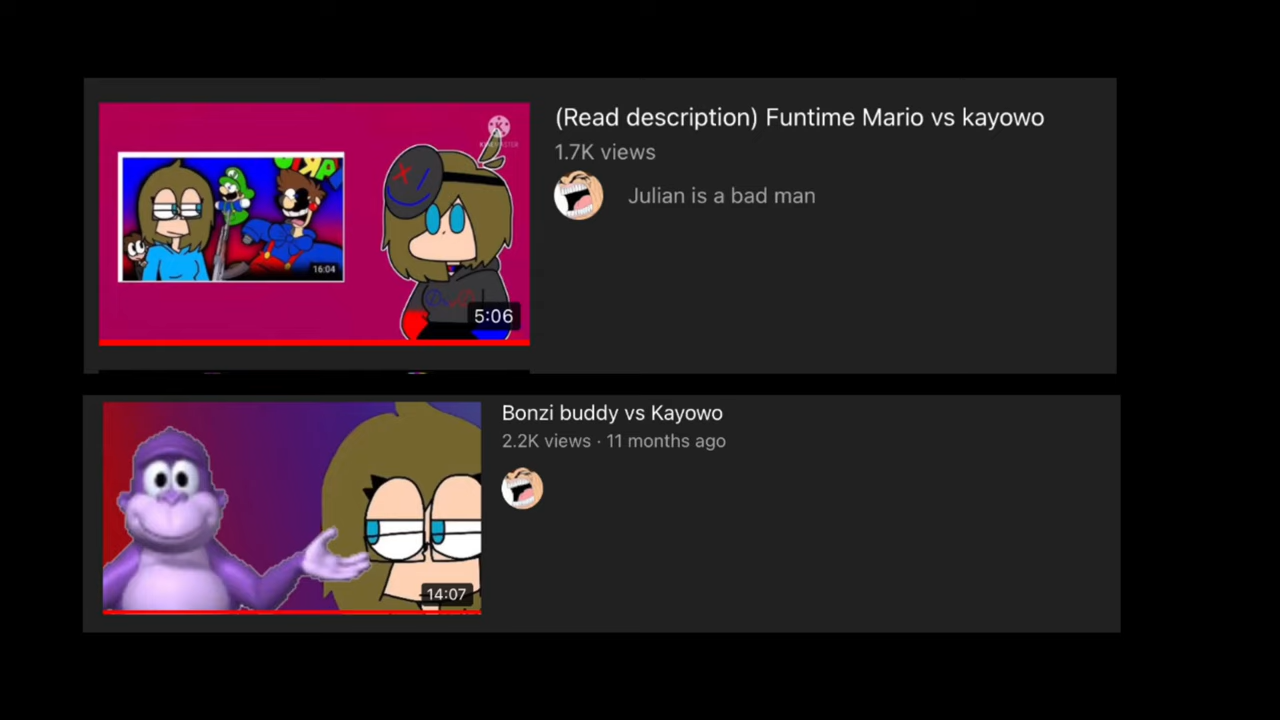 (Read description) Funtime Mario vs kayowo
1.7K views
Julian is a bad man
16:04
5:06
Bonzi buddy vs Kayowo
2.2K views · 11 months ago
14:07